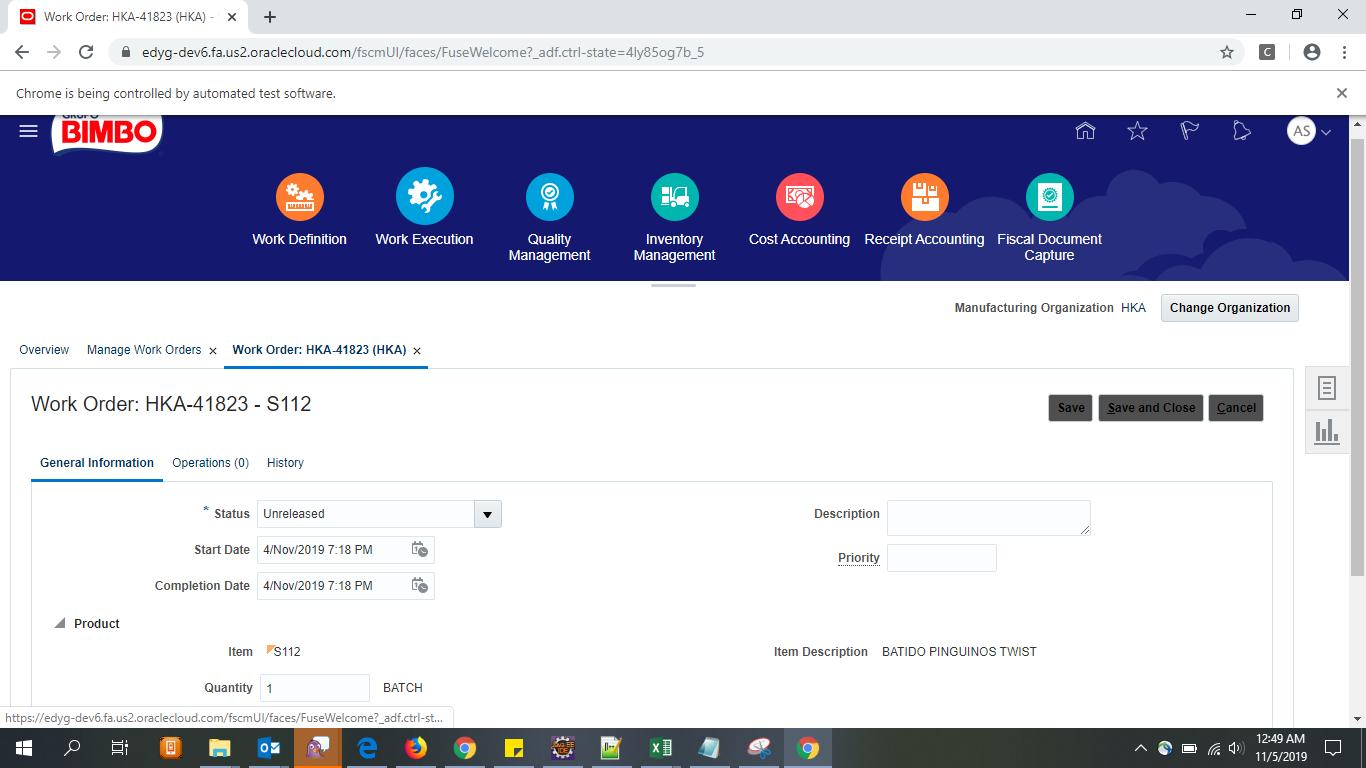 Work Order: HKA-41823 (HKA) -
edyg-dev6.fa.us2.oraclecloud.com/fscmUI/faces/FuseWelcome?_adf.ctrl-state=4ly85og7b_5
C
Chrome is being controlled by automated test software.
GRUPO
BIMBO
AS
Work Definition
Work Execution
Quality Management
Inventory Management
Cost Accounting
Receipt Accounting
Fiscal Document Capture
Manufacturing Organization HKA Change Organization
Overview Manage Work Orders Work Order: HKA-41823 (HKA)
Work Order: HKA-41823 - S112
Save Save and Close Cancel
General Information Operations (0) History
* Status Unreleased
Description
Start Date 4/Nov/2019 7:18 PM
Priority
Completion Date 4/Nov/2019 7:18 PM
Product
Item S112
Item Description BATIDO PINGUINOS TWIST
Quantity 1 BATCH
https://edyg-dev6.fa.us2.oraclecloud.com/fscmUI/faces/FuseWelcome?_adf.ctrl-st...
12:49 AM
11/5/2019